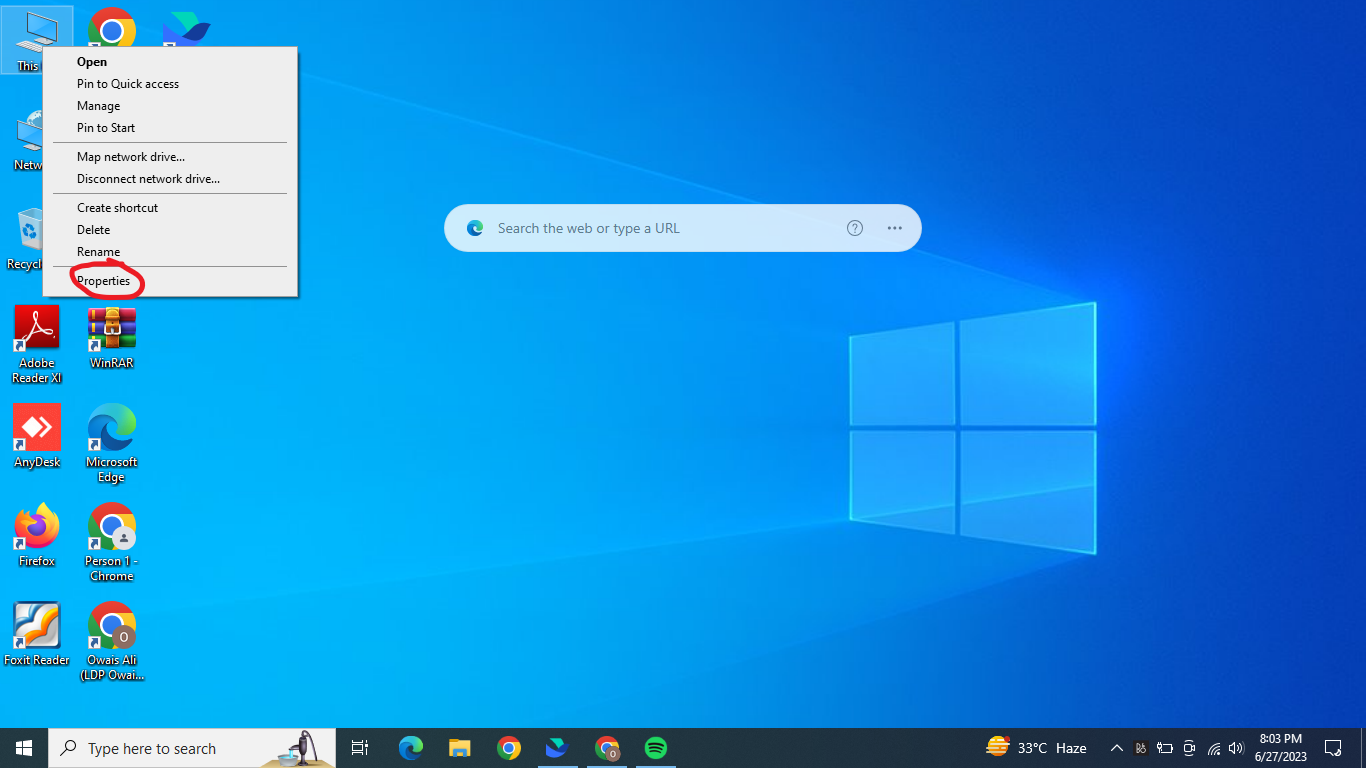 This
Open
Pin to Quick access
Manage
Pin to Start
Map network drive...
Disconnect network drive...
Create shortcut
Delete
Rename
Properties
Search the web or type a URL
Netw
Recycl
Adobe
Reader XI
WinRAR
AnyDesk
Microsoft
Edge
Firefox
Person 1 -
Chrome
Foxit Reader
O
Owais Ali
(LDP Owai...
Type here to search
33°C Haze
8:03 PM
6/27/2023